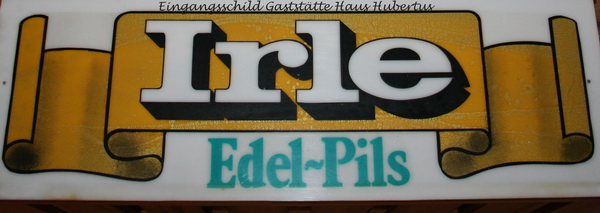 Eingangsschild Gaststätte Haus Hubertus
Irle
Edel~Pils